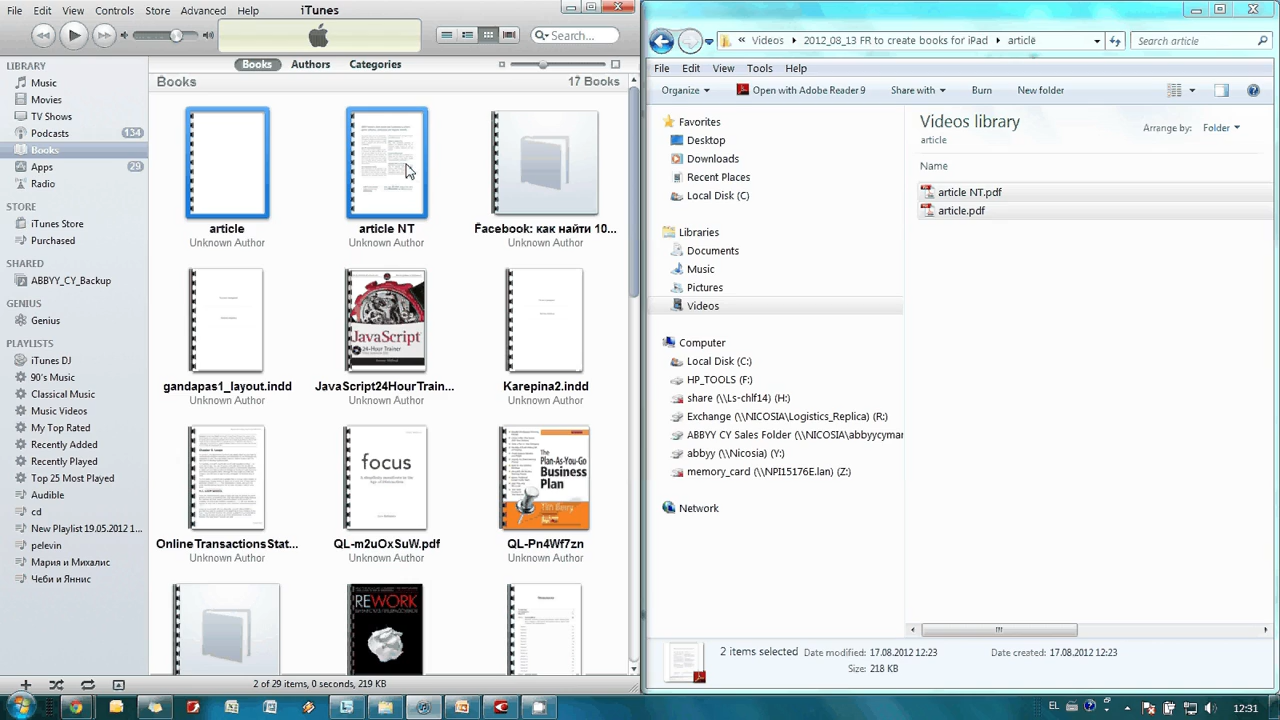 File Edit View Controls Store Advanced Help
iTunes
Search...
Books Authors Categories
LIBRARY
Music
Movies
TV Shows
Podcasts
Books
Apps
Radio
STORE
iTunes Store
Purchased
SHARED
ABBYY_CY_Backup
GENIUS
Genius
PLAYLISTS
iTunes DJ
90's Music
Classical Music
Music Videos
My Top Rated
Recently Added
Recently Played
Top 25 Most Played
Audible
cd
New Playlist 19.05.2012 1...
pelevin
Мария и Михалис
Чеби и Яннис
Books
17 Books
article
Unknown Author
article NT
Unknown Author
Facebook: как найти 10...
Unknown Author
gandapas1_layout.indd
Unknown Author
JavaScript
24-Hour Trainer
JavaScript24HourTrain...
Unknown Author
Karepina2.indd
Unknown Author
OnlineTransactionsStat...
Unknown Author
focus
QL-m2uOxSuW.pdf
Unknown Author
The
Plan-As-You-Go
Business
Plan
Tim Berry
QL-Pn4Wf7zn
Unknown Author
REWORK
2 of 29 items, 0 seconds, 219 KB
« Videos 2012_08_13 FR to create books for iPad article
Search article
File Edit View Tools Help
Organize Open with Adobe Reader 9 Share with Burn New folder
Favorites
Desktop
Downloads
Recent Places
Local Disk (C)
Libraries
Documents
Music
Pictures
Videos
Computer
Local Disk (C:)
HP_TOOLS (F:)
share (\\Ls-chlf14) (H:)
Exchange (\\NICOSIA\Logistics_Replica) (R:)
ABBYY CY Sales Folder (\\NICOSIA\abbyycymar
abbyy (\\Nicosia) (Y:)
memory_card (\\NPI5176E.lan) (Z:)
Network
Videos library
article
Arrange by: Folder
Name
article NT.pdf
article.pdf
2 items selected Date modified: 17.08.2012 12:23 Date created: 17.08.2012 12:23
Size: 218 KB
EL
12:31